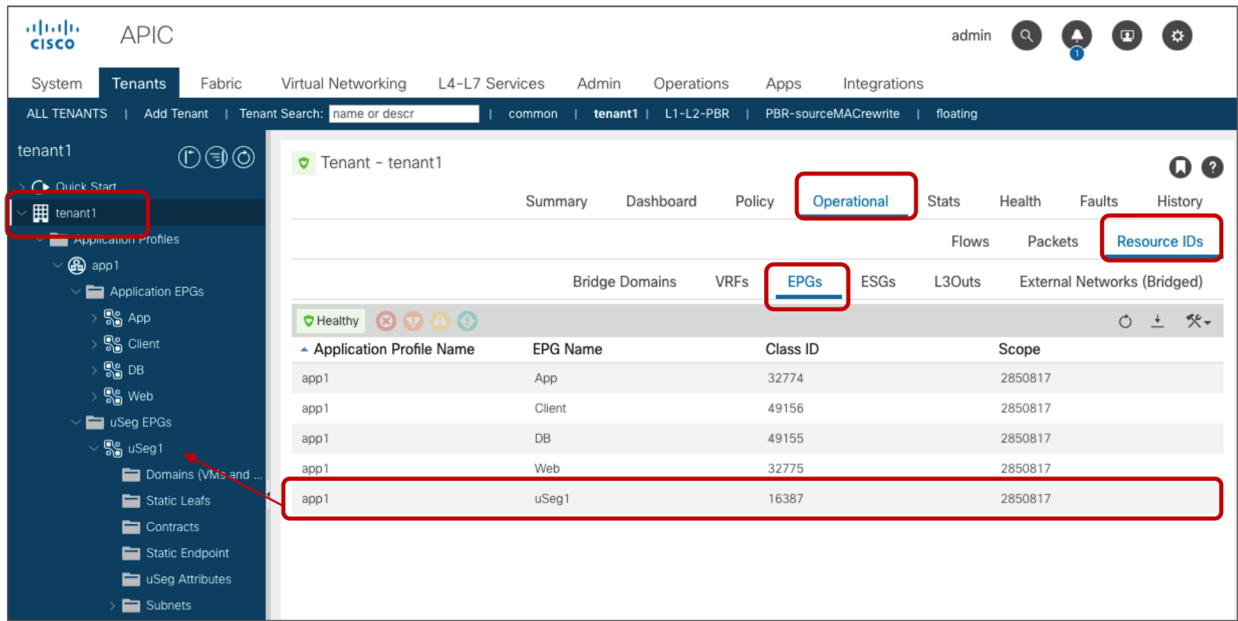 CISCO APIC admin
1
System Tenants Fabric Virtual Networking L4-L7 Services Admin Operations Apps Integrations
ALL TENANTS | Add Tenant | Tenant Search: name or descr | common | tenant1 | L1-L2-PBR | PBR-sourceMACrewrite | floating
tenant1
Quick Start
tenant1
Application Profiles
app1
Application EPGs
App
Client
DB
Web
uSeg EPGs
uSeg1
Domains (VMs and ...
Static Leafs
Contracts
Static Endpoint
uSeg Attributes
Subnets
Tenant - tenant1
?
Summary Dashboard Policy Operational Stats Health Faults History
Flows Packets Resource IDs
Bridge Domains VRFs EPGs ESGs L3Outs External Networks (Bridged)
Healthy
Application Profile Name EPG Name Class ID Scope
app1 App 32774 2850817
app1 Client 49156 2850817
app1 DB 49155 2850817
app1 Web 32775 2850817
app1 uSeg1 16387 2850817